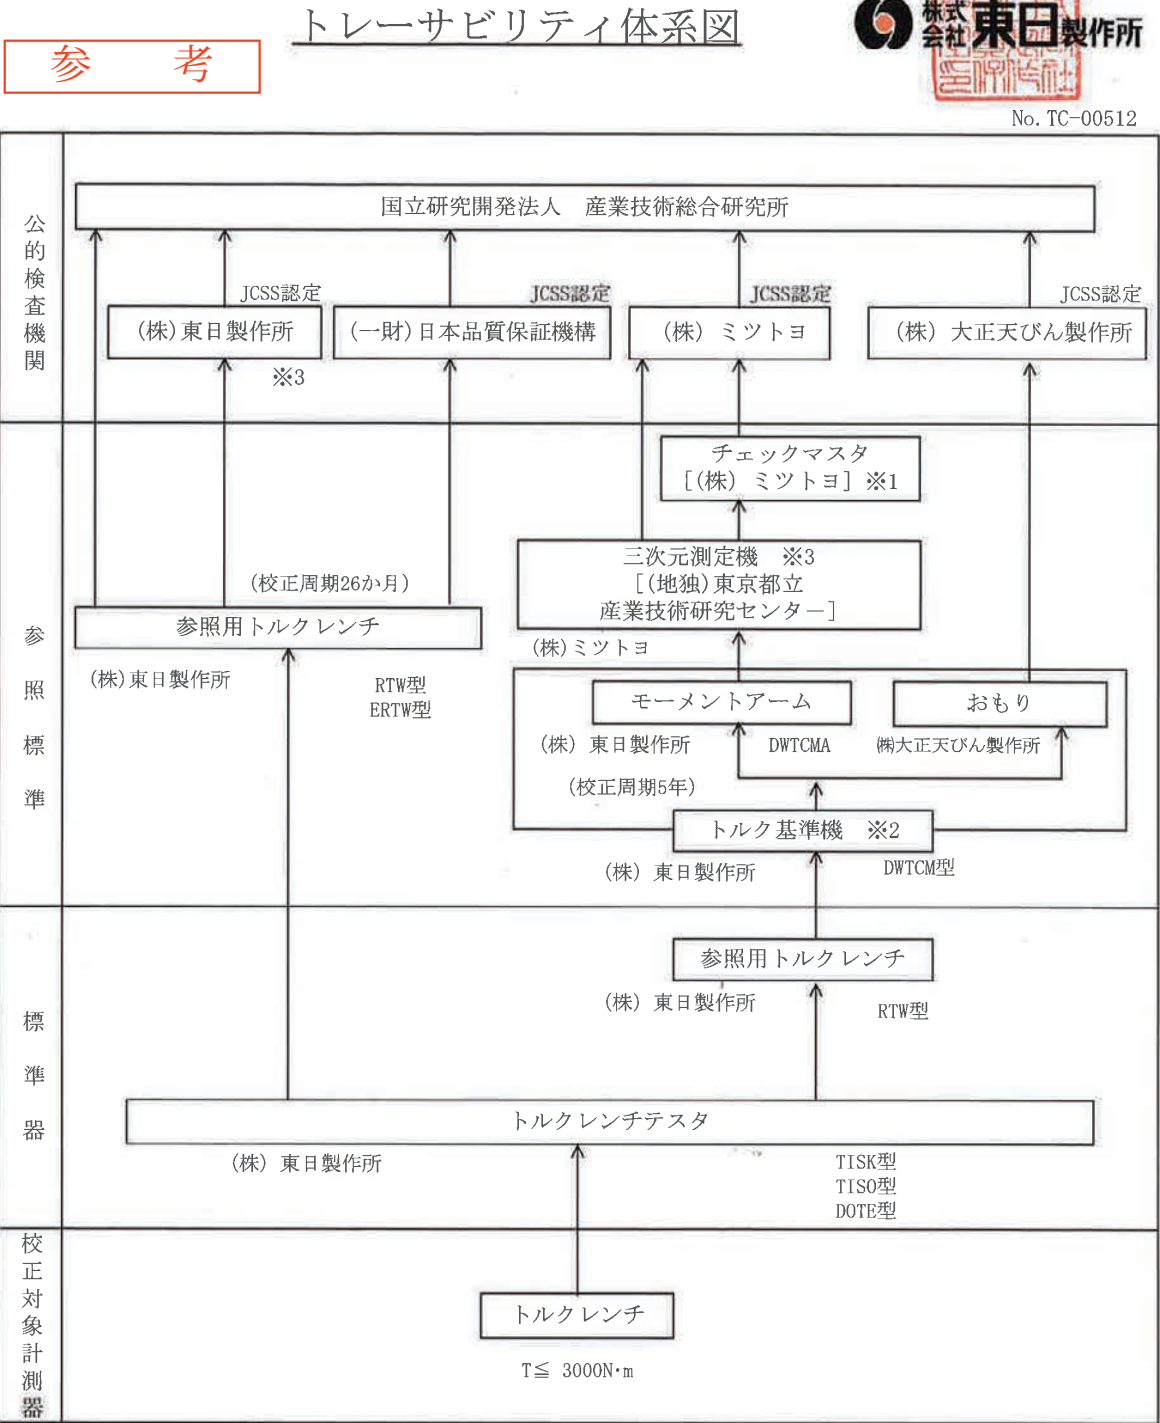 トレーサビリティ体系図
株式会社 東日製作所
参 考
No. TC-00512
公的検査機関
国立研究開発法人 産業技術総合研究所
JCSS認定
JCSS認定
JCSS認定
JCSS認定
(株)東日製作所
(一財)日本品質保証機構
(株) ミツトヨ
(株) 大正天びん製作所
※3
参照標準
チェックマスタ
[(株) ミツトヨ] ※1
三次元測定機 ※3
[(地独)東京都立
産業技術研究センター]
(校正周期26か月)
参照用トルクレンチ
(株)ミツトヨ
(株)東日製作所
RTW型
ERTW型
モーメントアーム
おもり
(株) 東日製作所
DWTCMA
㈱大正天びん製作所
(校正周期5年)
トルク基準機 ※2
(株) 東日製作所
DWTCM型
標準器
参照用トルクレンチ
(株) 東日製作所
RTW型
トルクレンチテスタ
(株) 東日製作所
TISK型
TISO型
DOTE型
校正対象計測器
トルクレンチ
T≦ 3000N･m